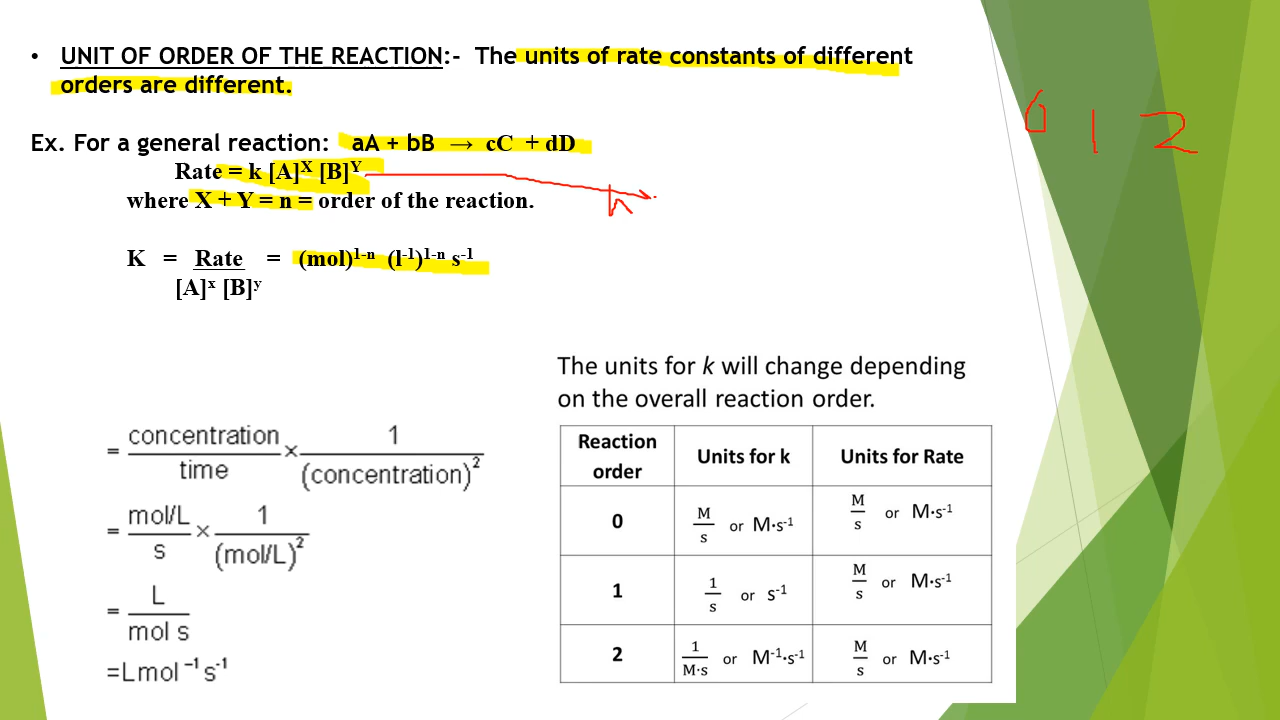 • UNIT OF ORDER OF THE REACTION:- The units of rate constants of different
orders are different.
Ex. For a general reaction: aA + bB → cC + dD
Rate = k [A]ˣ [B]ʸ
where X + Y = n = order of the reaction.
K = Rate = (mol)¹⁻ⁿ (l⁻¹)¹⁻ⁿ s⁻¹
[A]ˣ [B]ʸ
0 1 2
= concentration/time × 1/(concentration)²
= mol/L / s × 1/(mol/L)²
= L / mol s
=Lmol⁻¹s⁻¹
The units for k will change depending
on the overall reaction order.
Reaction order | Units for k | Units for Rate
0 | M/s or M·s⁻¹ | M/s or M·s⁻¹
1 | 1/s or s⁻¹ | M/s or M·s⁻¹
2 | 1/M·s or M⁻¹·s⁻¹ | M/s or M·s⁻¹